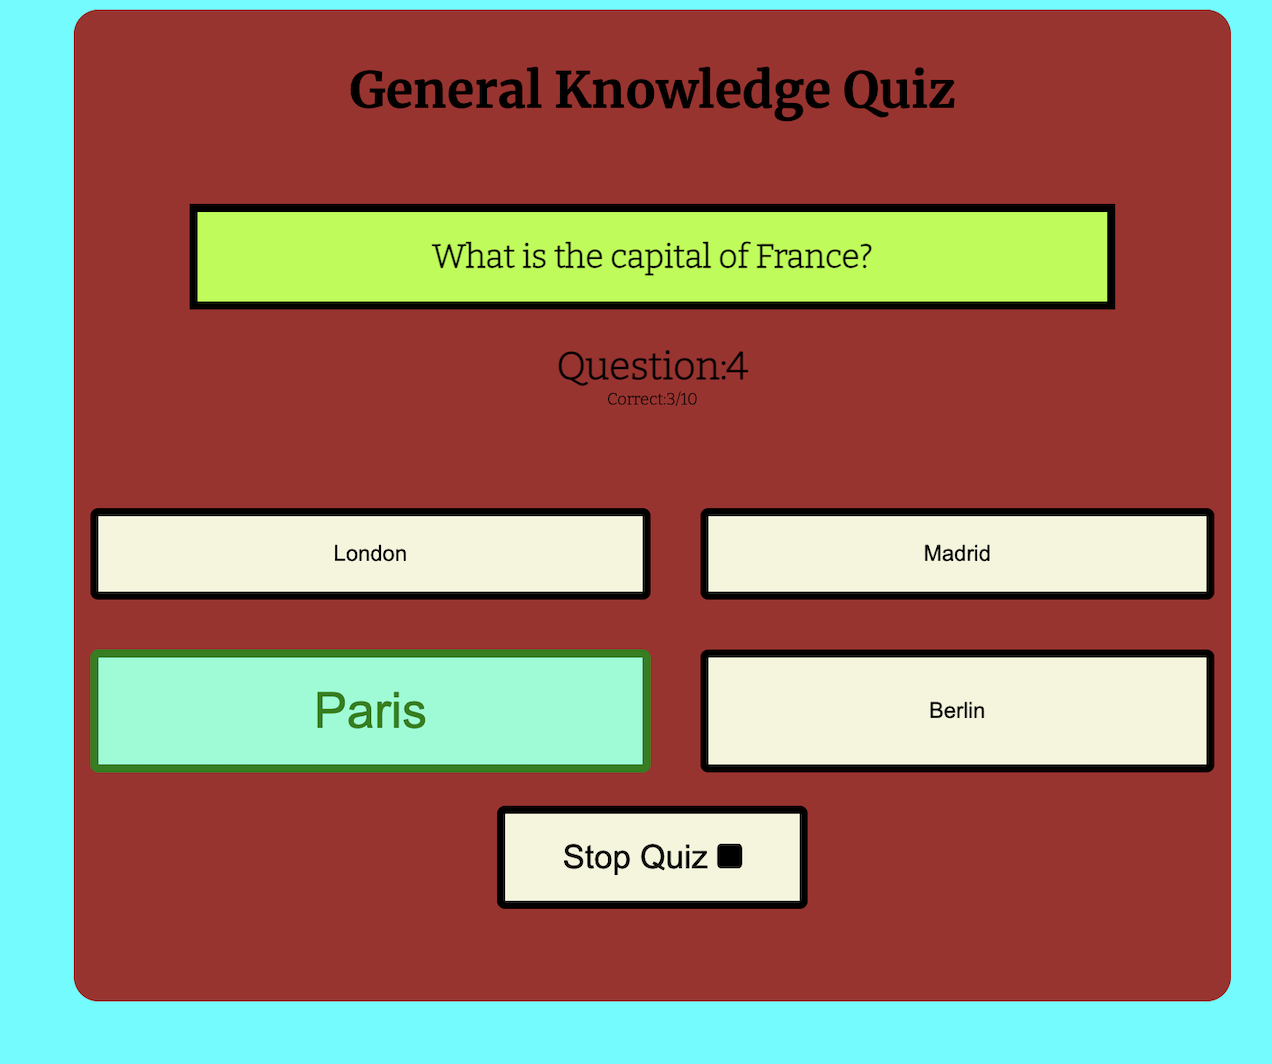 General Knowledge Quiz
What is the capital of France?
Question:4
Correct:3/10
London
Madrid
Paris
Berlin
Stop Quiz